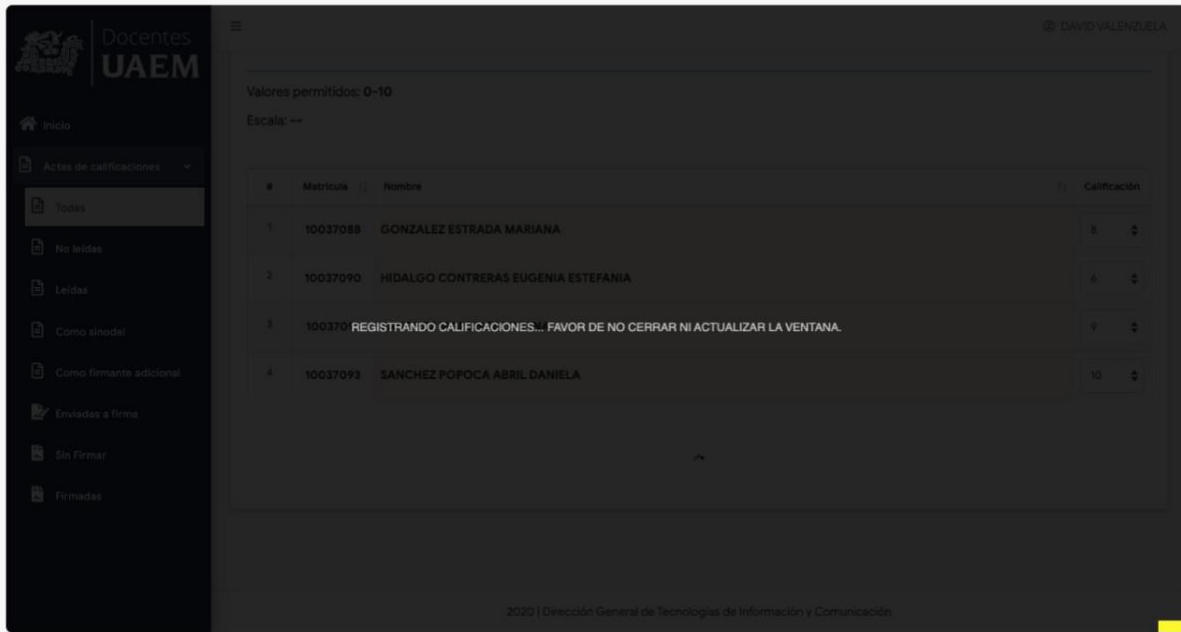 Docentes
UAEM
DAVID VALENZUELA
Inicio
Actas de calificaciones
Todas
No leídas
Leídas
Como sinodal
Como firmante adicional
Enviadas a firma
Sin Firmar
Firmadas
Valores permitidos: 0-10
Escala: --
# Matrícula Nombre Calificación
1 10037088 GONZALEZ ESTRADA MARIANA 8
2 10037090 HIDALGO CONTRERAS EUGENIA ESTEFANIA 6
3 9
REGISTRANDO CALIFICACIONES... FAVOR DE NO CERRAR NI ACTUALIZAR LA VENTANA.
4 10037093 SANCHEZ POPOCA ABRIL DANIELA 10
2020 | Dirección General de Tecnologías de Información y Comunicación